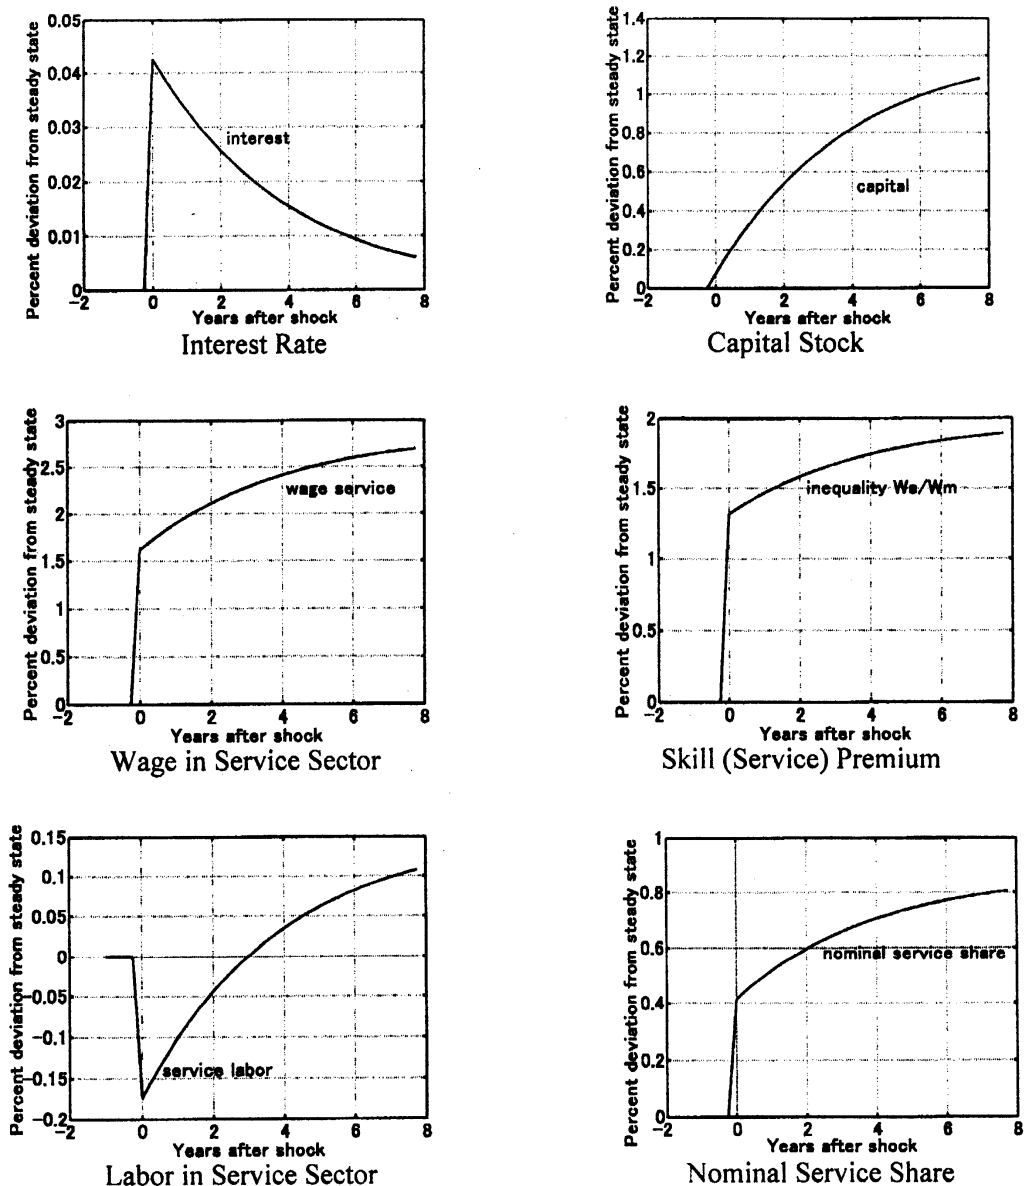 Percent deviation from steady state
0.05
0.04
0.03
0.02
0.01
0
-2 0 2 4 6 8
interest
Years after shock
Interest Rate
Percent deviation from steady state
1.4
1.2
1
0.8
0.6
0.4
0.2
0
-2 0 2 4 6 8
capital
Years after shock
Capital Stock
Percent deviation from steady state
3
2.5
2
1.5
1
0.5
0
-2 0 2 4 6 8
wage service
Years after shock
Wage in Service Sector
Percent deviation from steady state
2
1.5
1
0.5
0
-2 0 2 4 6 8
inequality Ws/Wm
Years after shock
Skill (Service) Premium
Percent deviation from steady state
0.15
0.1
0.05
0
-0.05
-0.1
-0.15
-0.2
-2 0 2 4 6 8
service labor
Years after shock
Labor in Service Sector
Percent deviation from steady state
1
0.8
0.6
0.4
0.2
0
-2 0 2 4 6 8
nominal service share
Years after shock
Nominal Service Share